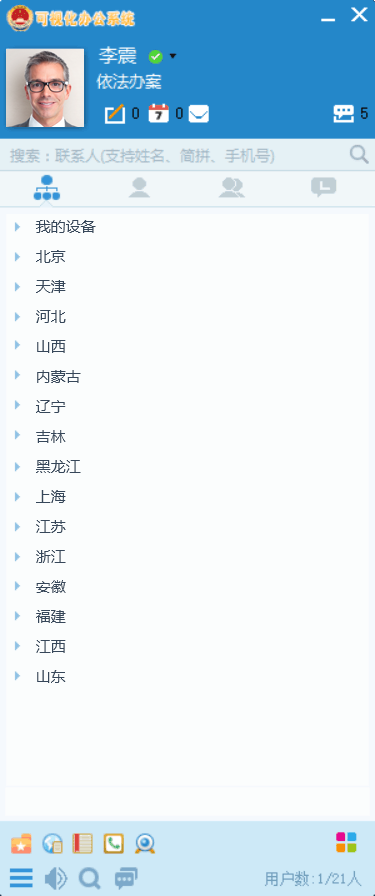 可视化办公系统
李震
依法办案
0
7
0
5
搜索：联系人(支持姓名、简拼、手机号)
我的设备
北京
天津
河北
山西
内蒙古
辽宁
吉林
黑龙江
上海
江苏
浙江
安徽
福建
江西
山东
用户数:1/21人